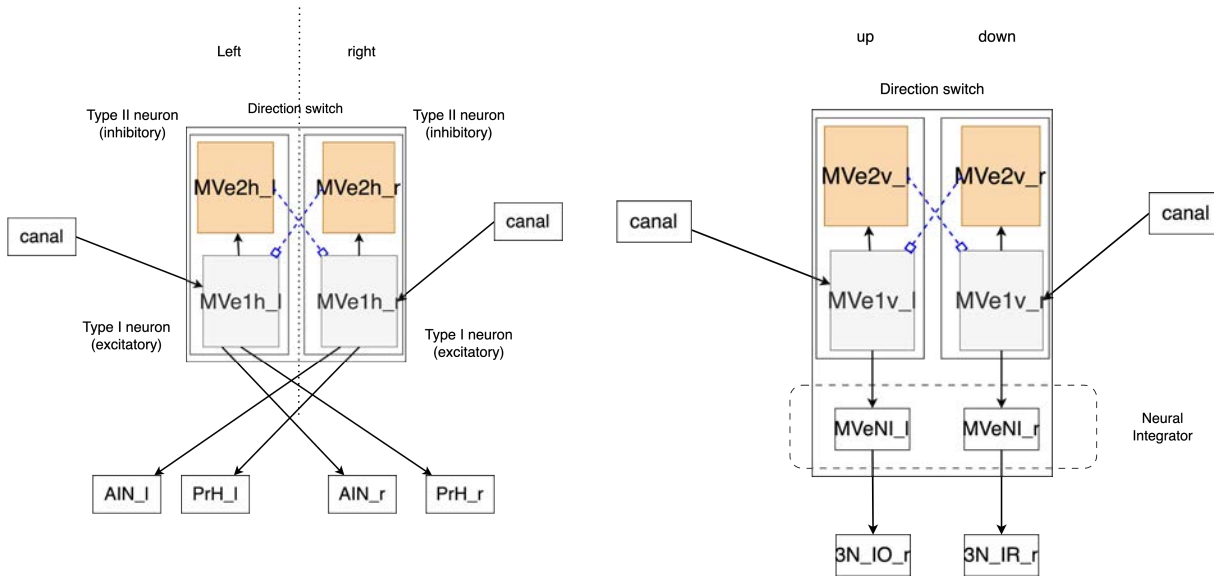 Left
right
Direction switch
Type II neuron
(inhibitory)
Type II neuron
(inhibitory)
MVe2h_l
MVe2h_r
canal
canal
MVe1h_l
MVe1h_r
Type I neuron
(excitatory)
Type I neuron
(excitatory)
AIN_l
PrH_l
AIN_r
PrH_r
up
down
Direction switch
MVe2v_l
MVe2v_r
canal
canal
MVe1v_l
MVe1v_r
MVeNI_l
MVeNI_r
Neural
Integrator
3N_IO_r
3N_IR_r